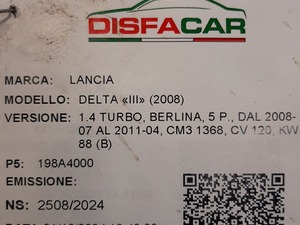 DISFACAR
MARCA: LANCIA
MODELLO: DELTA «III» (2008)
VERSIONE: 1.4 TURBO, BERLINA, 5 P., DAL 2008-
07 AL 2011-04, CM3 1368, CV 120, KW
88 (B)
P5: 198A4000
EMISSIONE:
NS: 2508/2024